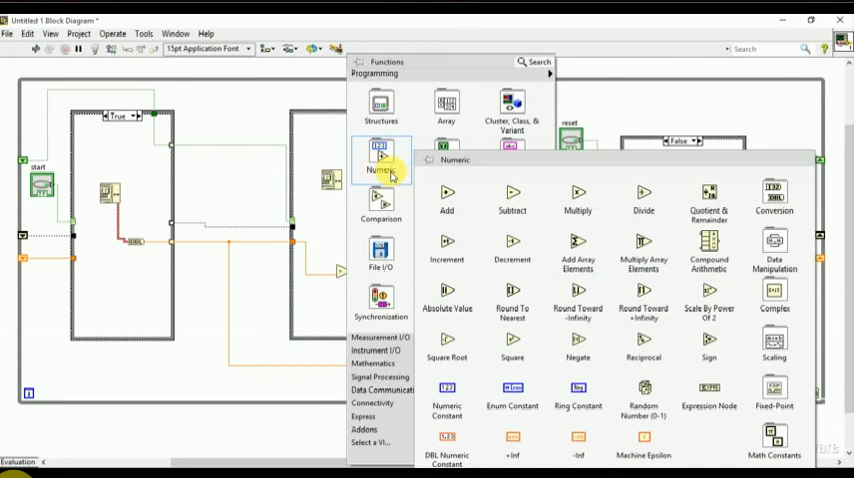 Untitled 1 Block Diagram *
File Edit View Project Operate Tools Window Help
15pt Application Font
Search
Functions
Search
Programming
Structures
Array
Cluster, Class, &
Variant
Numeric
Comparison
File I/O
Synchronization
Measurement I/O
Instrument I/O
Mathematics
Signal Processing
Data Communicati
Connectivity
Express
Addons
Select a VI...
Numeric
Add
Subtract
Multiply
Divide
Quotient &
Remainder
Conversion
Increment
Decrement
Add Array
Elements
Multiply Array
Elements
Compound
Arithmetic
Data
Manipulation
Absolute Value
Round To
Nearest
Round Toward
-Infinity
Round Toward
+Infinity
Scale By Power
Of 2
Complex
Square Root
Square
Negate
Reciprocal
Sign
Scaling
Numeric
Constant
Enum Constant
Ring Constant
Random
Number (0-1)
Expression Node
Fixed-Point
DBL Numeric
Constant
+Inf
-Inf
Machine Epsilon
Math Constants
True
start
DBL
reset
False
i
Evaluation